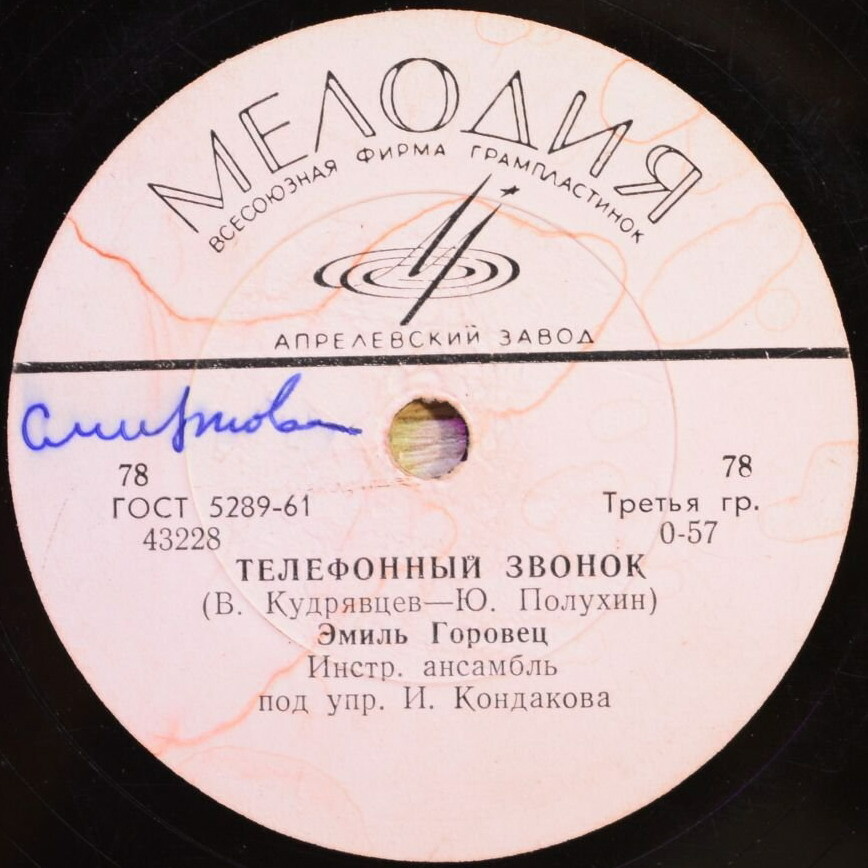 МЕЛОДИЯ
ВСЕСОЮЗНАЯ ФИРМА ГРАМПЛАСТИНОК
АПРЕЛЕВСКИЙ ЗАВОД
Смирнова
78 78
ГОСТ 5289-61 Третья гр.
43228 0-57
ТЕЛЕФОННЫЙ ЗВОНОК
(В. Кудрявцев—Ю. Полухин)
Эмиль Горовец
Инстр. ансамбль
под упр. И. Кондакова